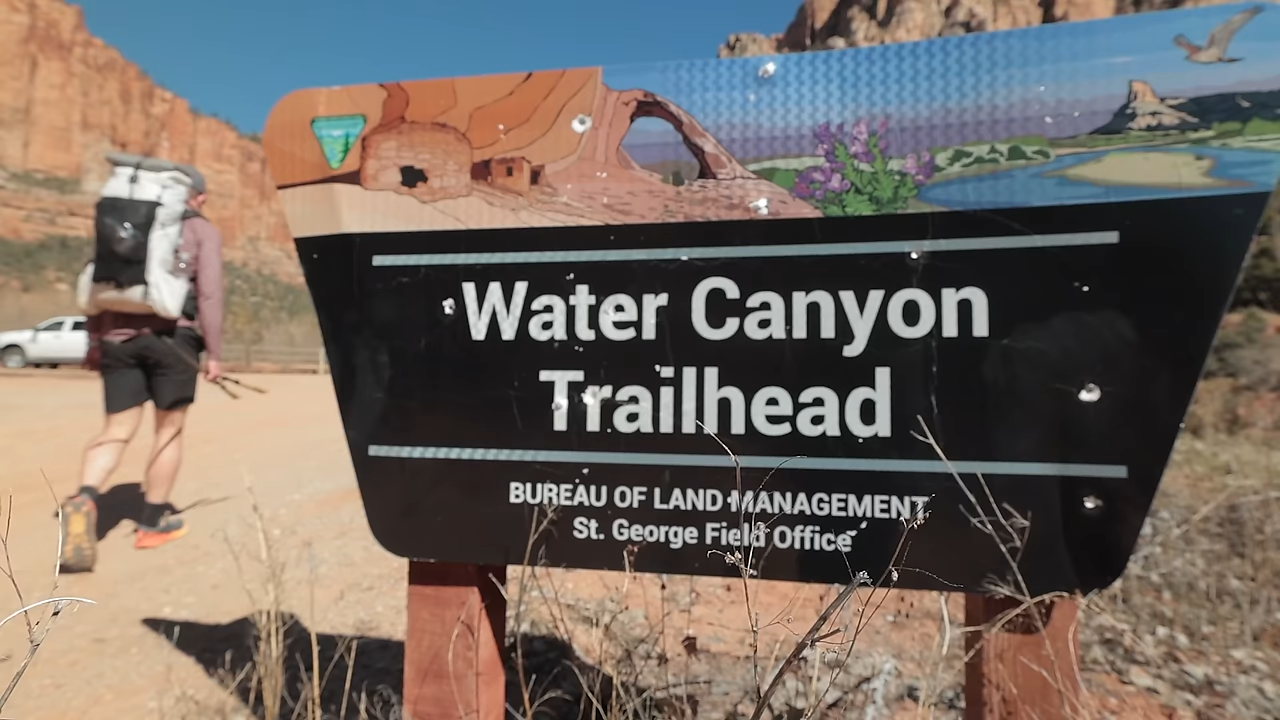 Water Canyon
Trailhead
BUREAU OF LAND MANAGEMENT
St. George Field Office